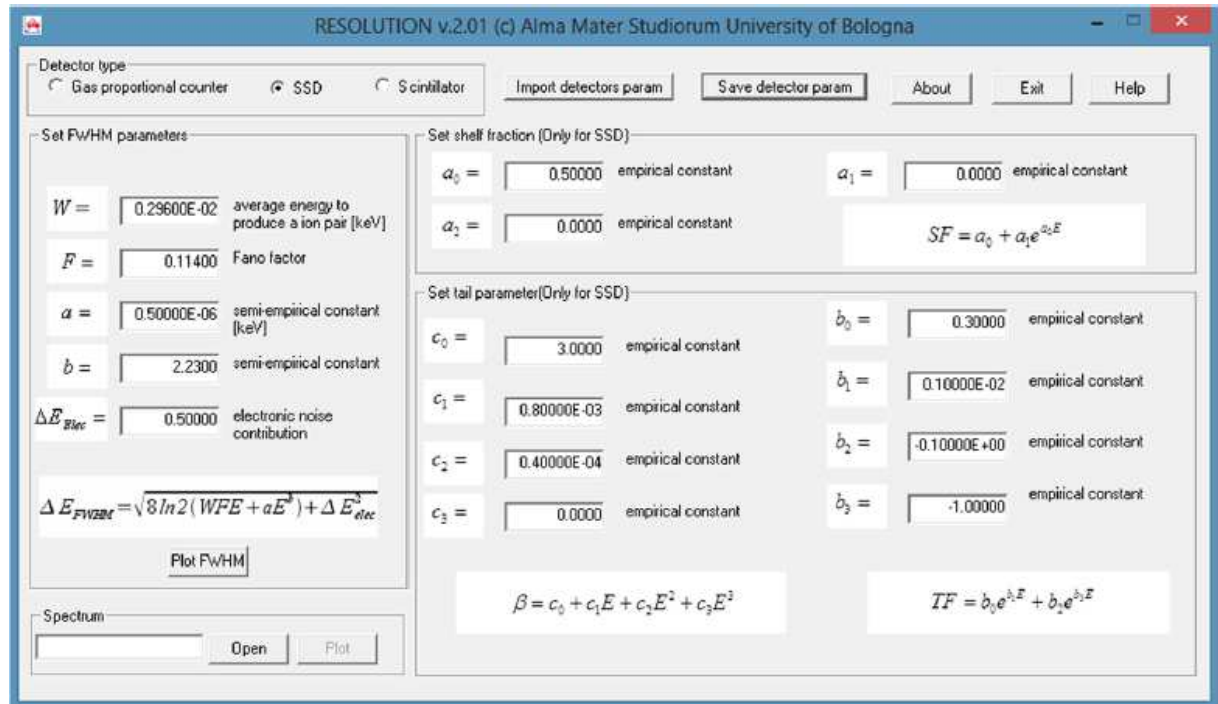 RESOLUTION v.2.01 (c) Alma Mater Studiorum University of Bologna
Detector type
Gas proportional counter
SSD
Scintillator
Import detectors param
Save detector param
About
Exit
Help
Set FWHM parameters
W = 0.29600E-02 average energy to
produce a ion pair [keV]
F = 0.11400 Fano factor
a = 0.50000E-06 semi-empirical constant
[keV]
b = 2.2300 semi-empirical constant
ΔE_Elec = 0.50000 electronic noise
contribution
ΔE_FWHM = √(8ln2(WFE + aE^b) + ΔE²_elec)
Plot FWHM
Spectrum
Open
Plot
Set shelf fraction (Only for SSD)
a₀ = 0.50000 empirical constant
a₁ = 0.0000 empirical constant
a₂ = 0.0000 empirical constant
SF = a₀ + a₁e^(a₂E)
Set tail parameter(Only for SSD)
c₀ = 3.0000 empirical constant
c₁ = 0.80000E-03 empirical constant
c₂ = 0.40000E-04 empirical constant
c₃ = 0.0000 empirical constant
β = c₀ + c₁E + c₂E² + c₃E³
b₀ = 0.30000 empirical constant
b₁ = 0.10000E-02 empirical constant
b₂ = -0.10000E+00 empirical constant
b₃ = -1.00000 empirical constant
TF = b₀e^(b₁E) + b₂e^(b₃E)